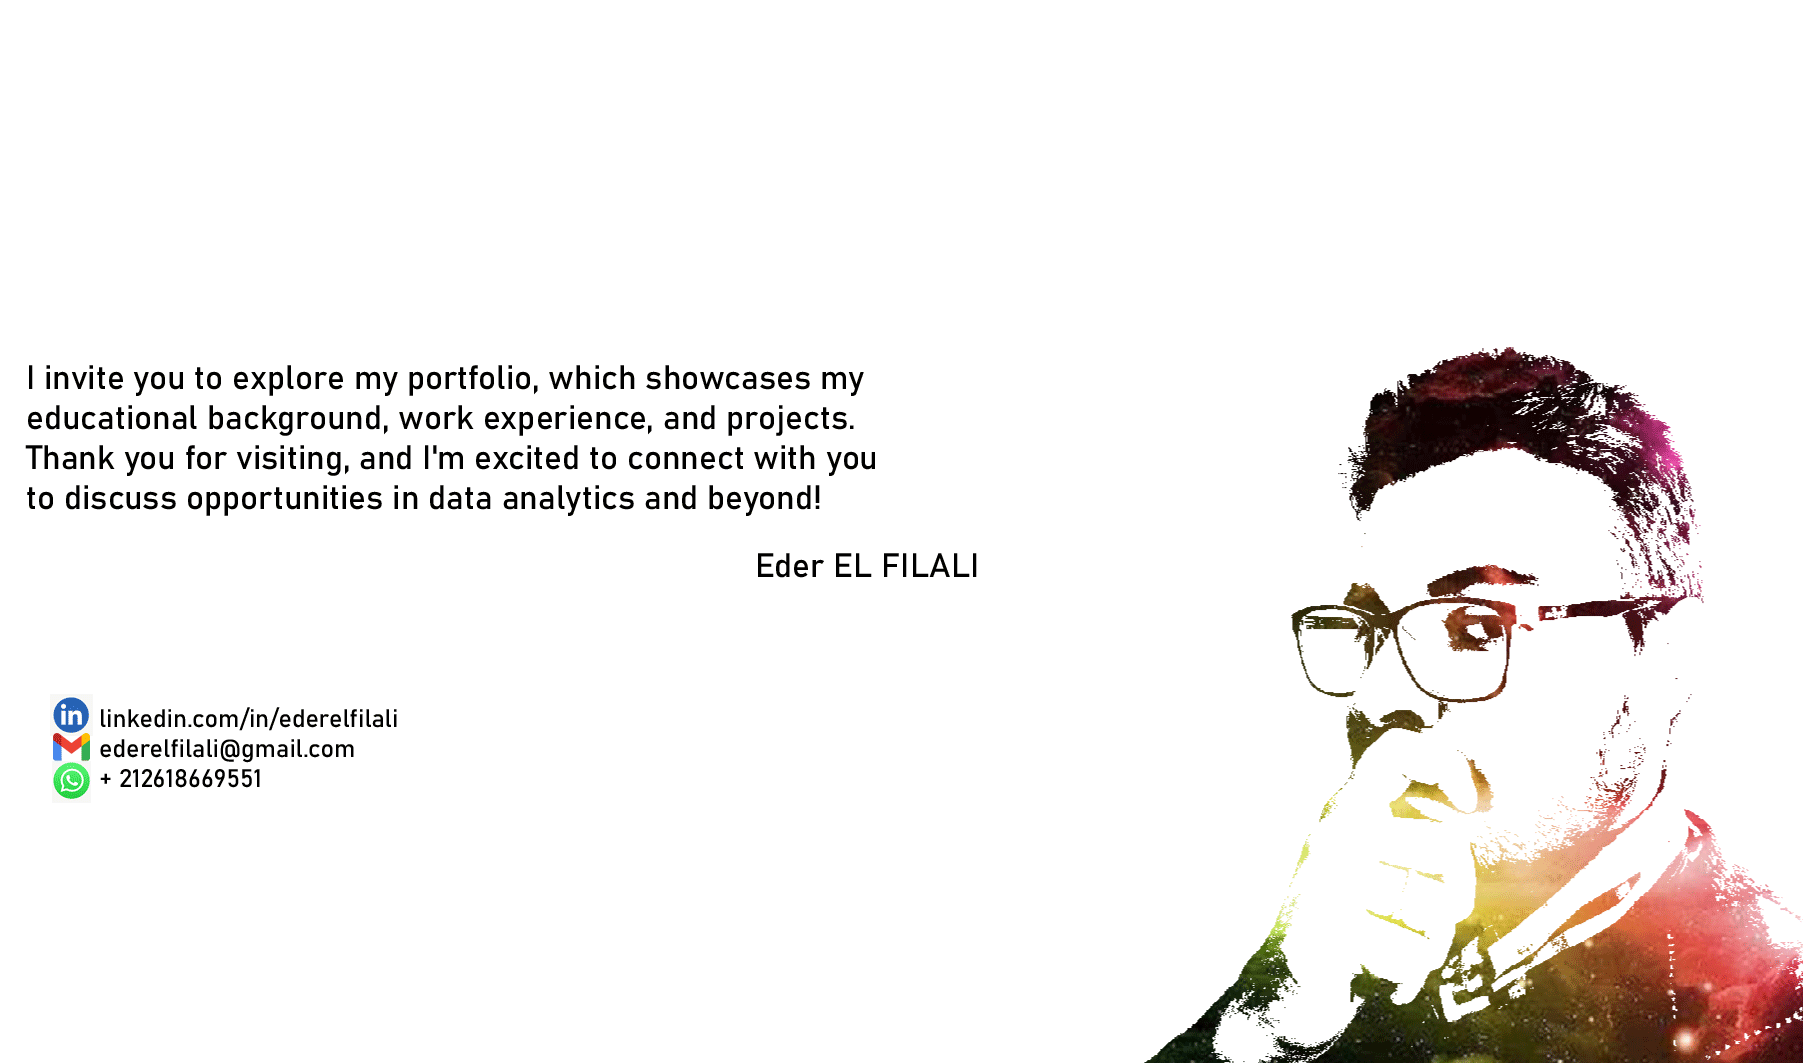 I invite you to explore my portfolio, which showcases my
educational background, work experience, and projects.
Thank you for visiting, and I'm excited to connect with you
to discuss opportunities in data analytics and beyond!
Eder EL FILALI
in linkedin.com/in/ederelfilali
ederelfilali@gmail.com
+ 212618669551